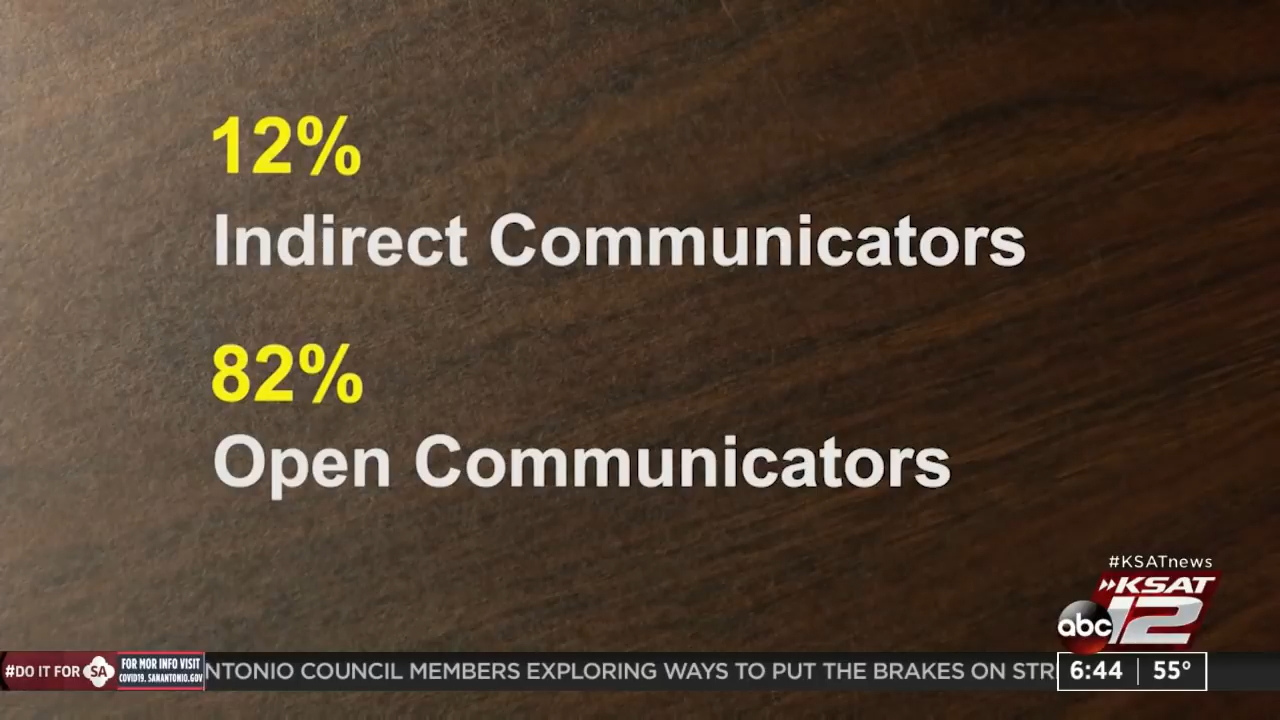 12%
Indirect Communicators
82%
Open Communicators
#KSATnews
KSAT
abc 12
#DO IT FOR SA
FOR MOR INFO VISIT
COVID19. SANANTONIO.GOV
NTONIO COUNCIL MEMBERS EXPLORING WAYS TO PUT THE BRAKES ON STR
6:44 55°